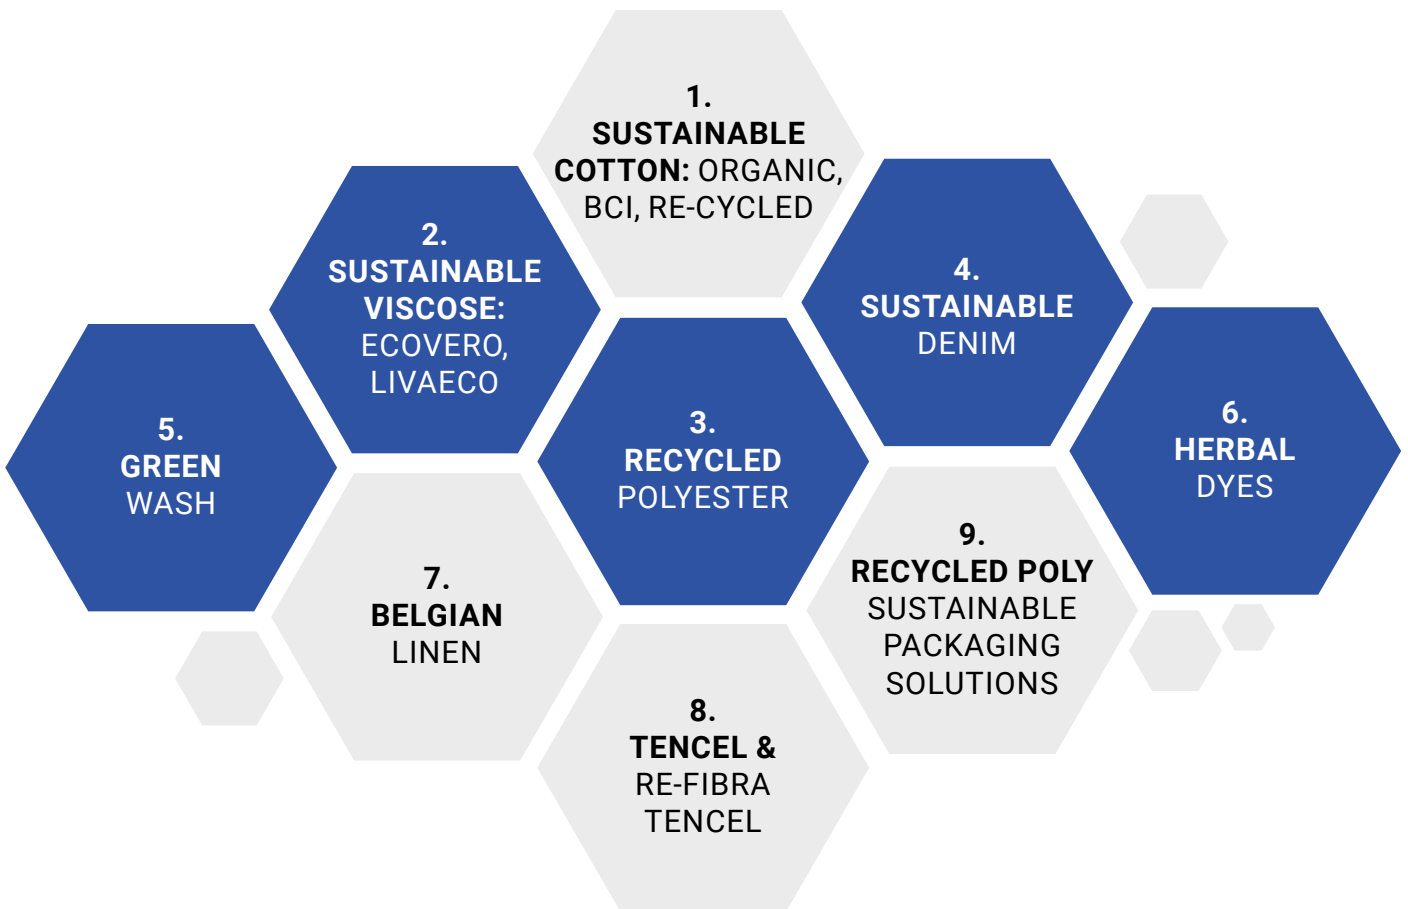 1.
SUSTAINABLE
COTTON: ORGANIC,
BCI, RE-CYCLED
2.
SUSTAINABLE
VISCOSE:
ECOVERO,
LIVAECO
3.
RECYCLED
POLYESTER
4.
SUSTAINABLE
DENIM
5.
GREEN
WASH
6.
HERBAL
DYES
7.
BELGIAN
LINEN
8.
TENCEL &
RE-FIBRA
TENCEL
9.
RECYCLED POLY
SUSTAINABLE
PACKAGING
SOLUTIONS